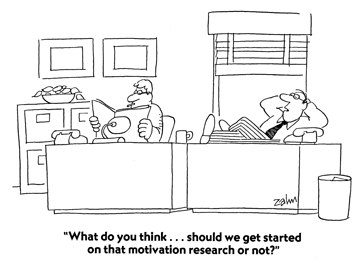 zahn
"What do you think . . . should we get started
on that motivation research or not?"